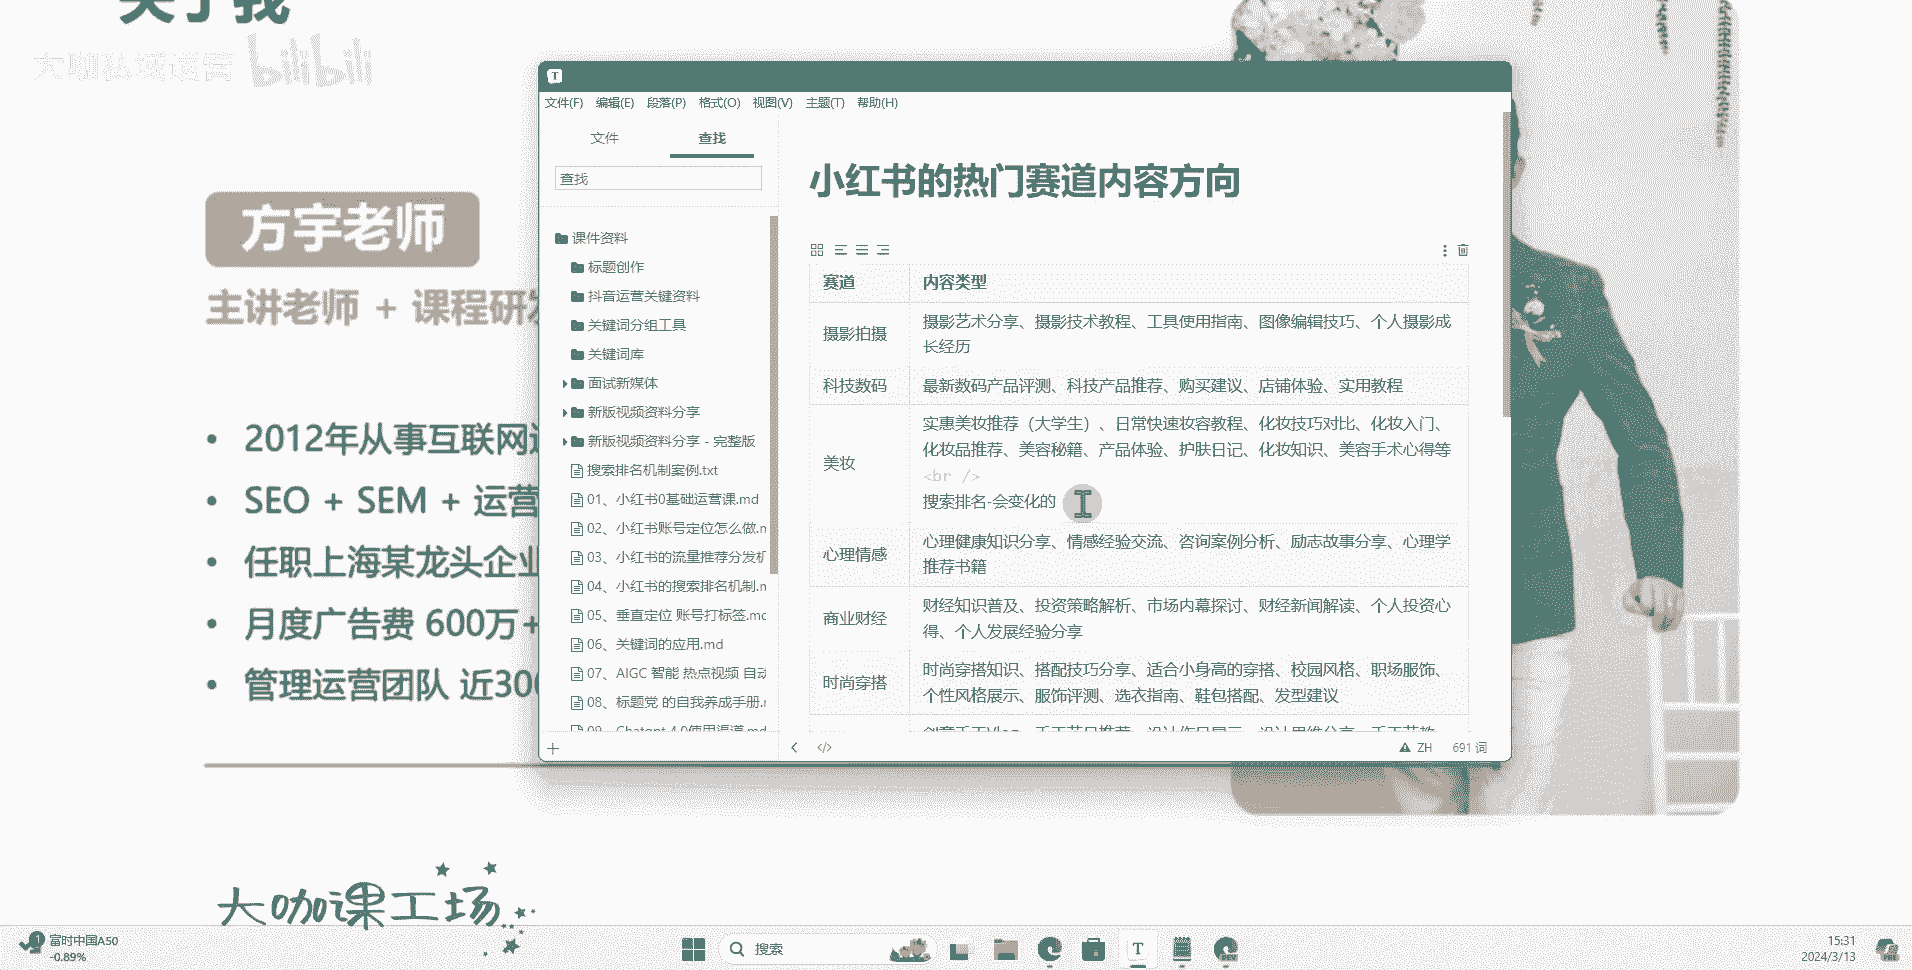 关于我
大咖私域运营 bilibili
方宇老师
主讲老师 + 课程研发
2012年从事互联网
SEO + SEM + 运营
任职上海某龙头企业
月度广告费 600万+
管理运营团队 近300
大咖课工场
T
文件(F) 编辑(E) 段落(P) 格式(O) 视图(V) 主题(T) 帮助(H)
文件 查找
查找
课件资料
标题创作
抖音运营关键资料
关键词分组工具
关键词库
面试新媒体
新版视频资料分享
新版视频资料分享 - 完整版
搜索排名机制案例.txt
01、小红书0基础运营课.md
02、小红书账号定位怎么做.m
03、小红书的流量推荐分发机
04、小红书的搜索排名机制.m
05、垂直定位 账号打标签.md
06、关键词的应用.md
07、AIGC 智能 热点视频 自动
08、标题党 的自我养成手册.m
09、Chatgpt 4.0使用渠道.md
小红书的热门赛道内容方向
赛道 内容类型
摄影拍摄 摄影艺术分享、摄影技术教程、工具使用指南、图像编辑技巧、个人摄影成
长经历
科技数码 最新数码产品评测、科技产品推荐、购买建议、店铺体验、实用教程
美妆 实惠美妆推荐（大学生）、日常快速妆容教程、化妆技巧对比、化妆入门、
化妆品推荐、美容秘籍、产品体验、护肤日记、化妆知识、美容手术心得等
<br />
搜索排名-会变化的
心理情感 心理健康知识分享、情感经验交流、咨询案例分析、励志故事分享、心理学
推荐书籍
商业财经 财经知识普及、投资策略解析、市场内幕探讨、财经新闻解读、个人投资心
得、个人发展经验分享
时尚穿搭 时尚穿搭知识、搭配技巧分享、适合小身高的穿搭、校园风格、职场服饰、
个性风格展示、服饰评测、选衣指南、鞋包搭配、发型建议
</> ZH 691 词
1 富时中国A50
-0.89%
搜索
T
DEV
15:31
2024/3/13
PRE